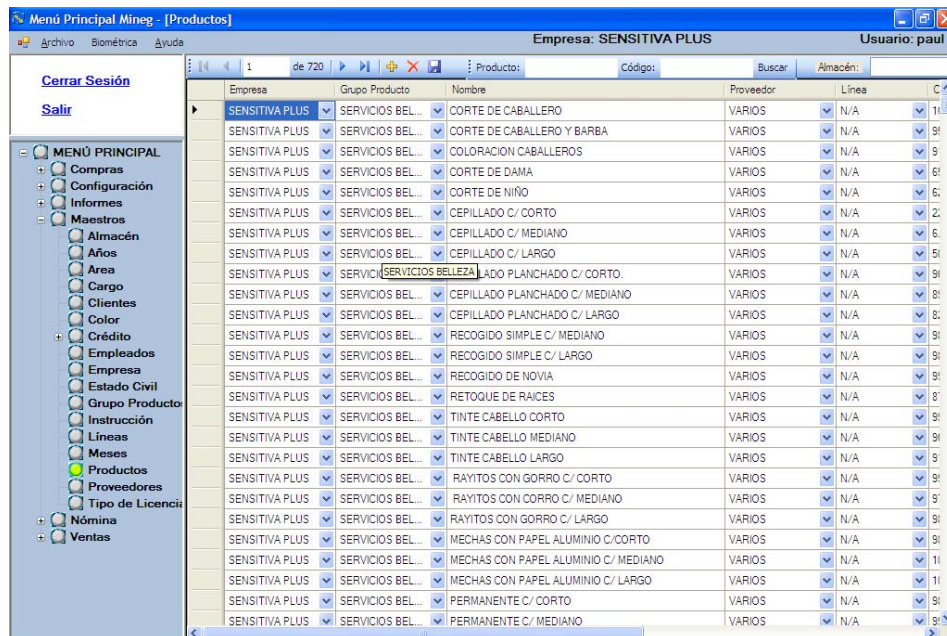 Menú Principal Mineg - [Productos]
Archivo Biométrica Ayuda Empresa: SENSITIVA PLUS Usuario: paul
Cerrar Sesión
Salir
MENÚ PRINCIPAL
Compras
Configuración
Informes
Maestros
Almacén
Años
Area
Cargo
Clientes
Color
Crédito
Empleados
Empresa
Estado Civil
Grupo Producto
Instrucción
Líneas
Meses
Productos
Proveedores
Tipo de Licencia
Nómina
Ventas
1 de 720 Producto: Código: Buscar Almacén:
Empresa Grupo Producto Nombre Proveedor Línea
SENSITIVA PLUS SERVICIOS BEL... CORTE DE CABALLERO VARIOS N/A
SENSITIVA PLUS SERVICIOS BEL... CORTE DE CABALLERO Y BARBA VARIOS N/A
SENSITIVA PLUS SERVICIOS BEL... COLORACION CABALLEROS VARIOS N/A
SENSITIVA PLUS SERVICIOS BEL... CORTE DE DAMA VARIOS N/A
SENSITIVA PLUS SERVICIOS BEL... CORTE DE NIÑO VARIOS N/A
SENSITIVA PLUS SERVICIOS BEL... CEPILLADO C/ CORTO VARIOS N/A
SENSITIVA PLUS SERVICIOS BEL... CEPILLADO C/ MEDIANO VARIOS N/A
SENSITIVA PLUS SERVICIOS BEL... CEPILLADO C/ LARGO VARIOS N/A
SERVICIOS BELLEZA
SENSITIVA PLUS SERVICI LADO PLANCHADO C/ CORTO. VARIOS N/A
SENSITIVA PLUS SERVICIOS BEL... CEPILLADO PLANCHADO C/ MEDIANO VARIOS N/A
SENSITIVA PLUS SERVICIOS BEL... CEPILLADO PLANCHADO C/ LARGO VARIOS N/A
SENSITIVA PLUS SERVICIOS BEL... RECOGIDO SIMPLE C/ MEDIANO VARIOS N/A
SENSITIVA PLUS SERVICIOS BEL... RECOGIDO SIMPLE C/ LARGO VARIOS N/A
SENSITIVA PLUS SERVICIOS BEL... RECOGIDO DE NOVIA VARIOS N/A
SENSITIVA PLUS SERVICIOS BEL... RETOQUE DE RAICES VARIOS N/A
SENSITIVA PLUS SERVICIOS BEL... TINTE CABELLO CORTO VARIOS N/A
SENSITIVA PLUS SERVICIOS BEL... TINTE CABELLO MEDIANO VARIOS N/A
SENSITIVA PLUS SERVICIOS BEL... TINTE CABELLO LARGO VARIOS N/A
SENSITIVA PLUS SERVICIOS BEL... RAYITOS CON GORRO C/ CORTO VARIOS N/A
SENSITIVA PLUS SERVICIOS BEL... RAYITOS CON CORRO C/ MEDIANO VARIOS N/A
SENSITIVA PLUS SERVICIOS BEL... RAYITOS CON GORRO C/ LARGO VARIOS N/A
SENSITIVA PLUS SERVICIOS BEL... MECHAS CON PAPEL ALUMINIO C/CORTO VARIOS N/A
SENSITIVA PLUS SERVICIOS BEL... MECHAS CON PAPEL ALUMINIO C/ MEDIANO VARIOS N/A
SENSITIVA PLUS SERVICIOS BEL... MECHAS CON PAPEL ALUMINIO C/ LARGO VARIOS N/A
SENSITIVA PLUS SERVICIOS BEL... PERMANENTE C/ CORTO VARIOS N/A
SENSITIVA PLUS SERVICIOS BEL... PERMANENTE C/ MEDIANO VARIOS N/A